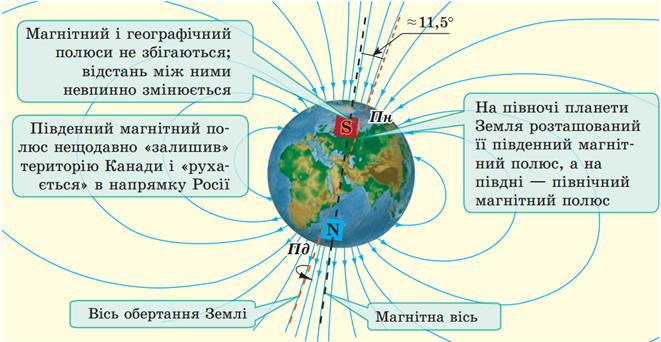 Магнітний і географічний
полюси не збігаються;
відстань між ними
невпинно змінюється
≈11,5°
Південний магнітний по-
люс нещодавно «залишив»
територію Канади і «руха-
ється» в напрямку Росії
S
Пн
На півночі планети
Земля розташований
її південний магніт-
ний полюс, а на
півдні — північний
магнітний полюс
N
Пд
Вісь обертання Землі
Магнітна вісь